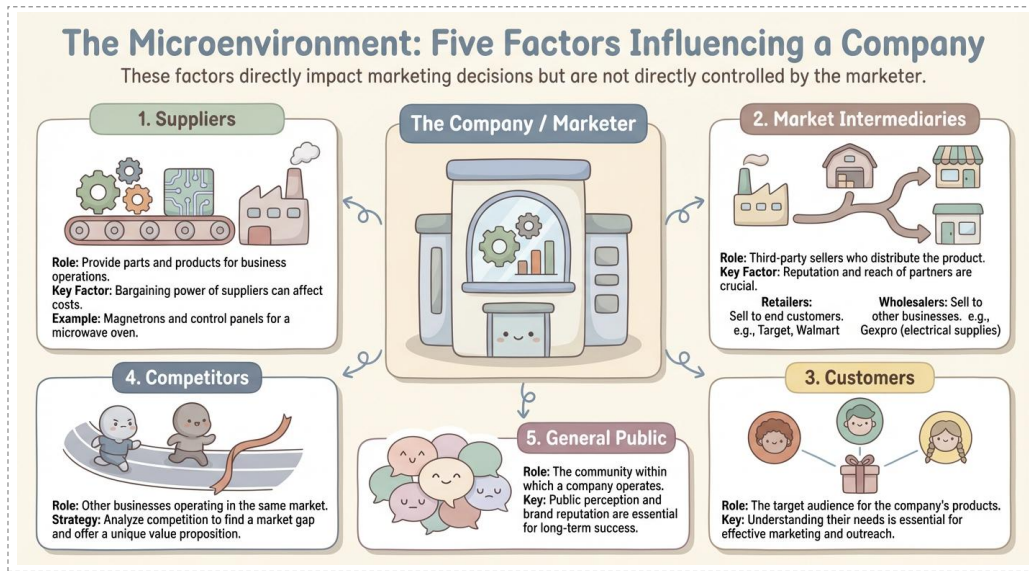 The Microenvironment: Five Factors Influencing a Company
These factors directly impact marketing decisions but are not directly controlled by the marketer.
The Company / Marketer
1. Suppliers
Role: Provide parts and products for business
operations.
Key Factor: Bargaining power of suppliers can affect
costs.
Example: Magnetrons and control panels for a
microwave oven.
2. Market Intermediaries
Role: Third-party sellers who distribute the product.
Key Factor: Reputation and reach of partners are
crucial.
Retailers:
Sell to end customers.
e.g., Target, Walmart
Wholesalers: Sell to
other businesses. e.g.,
Gexpro (electrical supplies)
3. Customers
Role: The target audience for the company's products.
Key: Understanding their needs is essential for
effective marketing and outreach.
4. Competitors
Role: Other businesses operating in the same market.
Strategy: Analyze competition to find a market gap
and offer a unique value proposition.
5. General Public
Role: The community within
which a company operates.
Key: Public perception and
brand reputation are essential
for long-term success.